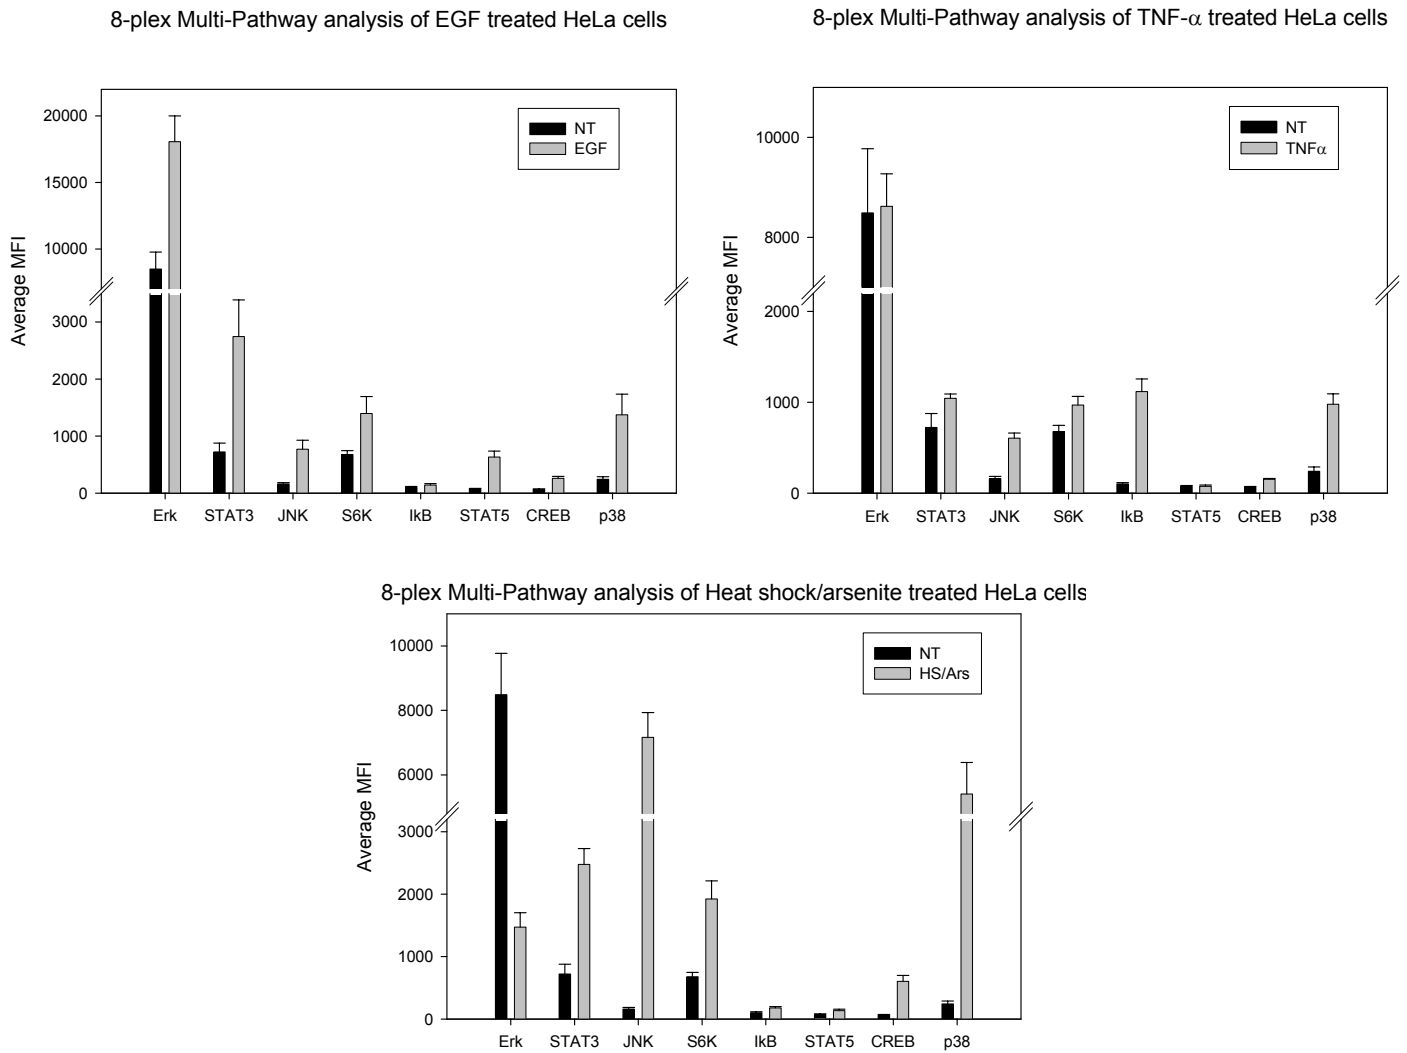 8-plex Multi-Pathway analysis of EGF treated HeLa cells
Average MFI
20000
15000
10000
3000
2000
1000
0
NT
EGF
Erk STAT3 JNK S6K IkB STAT5 CREB p38
8-plex Multi-Pathway analysis of TNF-α treated HeLa cells
Average MFI
10000
8000
2000
1000
0
NT
TNFα
Erk STAT3 JNK S6K IkB STAT5 CREB p38
8-plex Multi-Pathway analysis of Heat shock/arsenite treated HeLa cells
Average MFI
10000
8000
6000
3000
2000
1000
0
NT
HS/Ars
Erk STAT3 JNK S6K IkB STAT5 CREB p38